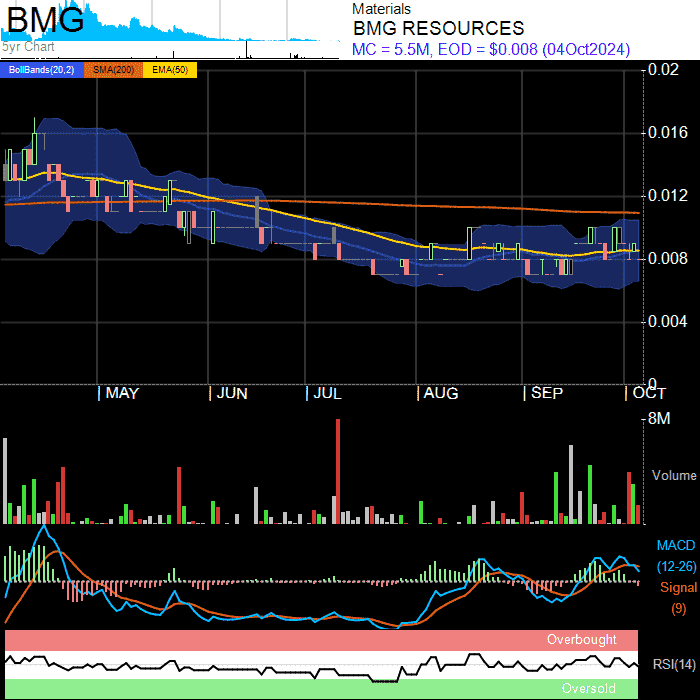 BMG
5yr Chart
Materials
BMG RESOURCES
MC = 5.5M, EOD = $0.008 (04Oct2024)
BollBands(20,2) SMA(200) EMA(50)
0.02
0.016
0.012
0.008
0.004
0
MAY JUN JUL AUG SEP OCT
8M
Volume
MACD
(12-26)
Signal
(9)
Overbought
RSI(14)
Oversold